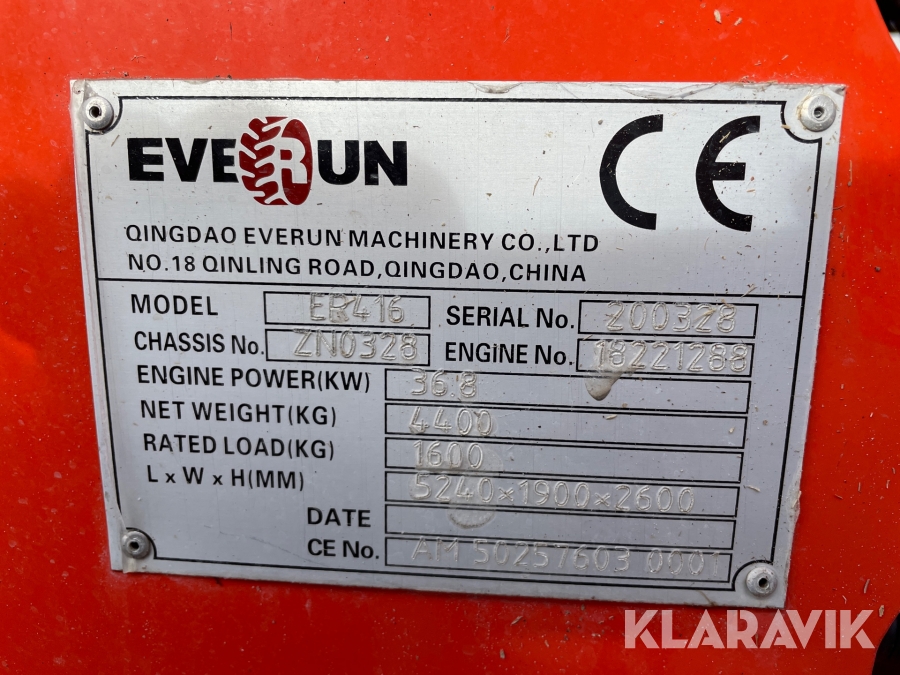 EVERUN
CE
QINGDAO EVERUN MACHINERY CO.,LTD
NO.18 QINLING ROAD,QINGDAO,CHINA
MODEL ER416 SERIAL No. 200328
CHASSIS No. ZN0328 ENGINE No. 18221288
ENGINE POWER(KW) 36.8
NET WEIGHT(KG) 4400
RATED LOAD(KG) 1600
L x W x H(MM) 5240×1900×2600
DATE
CE No. AM 50257603 0001
KLARAVIK